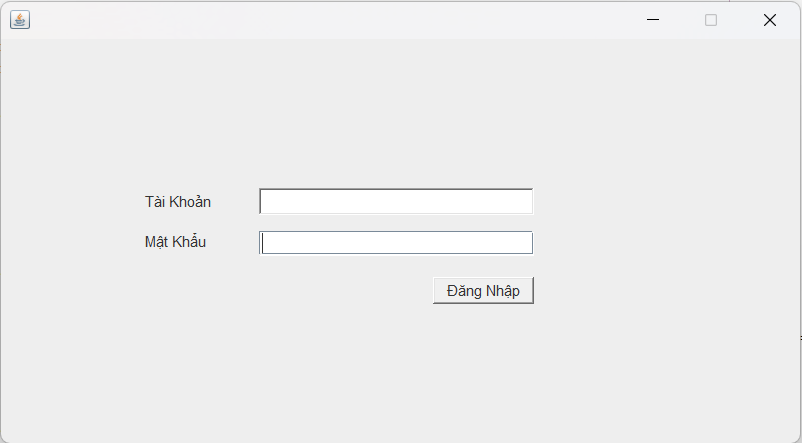 Tài Khoản
Mật Khẩu
Đăng Nhập